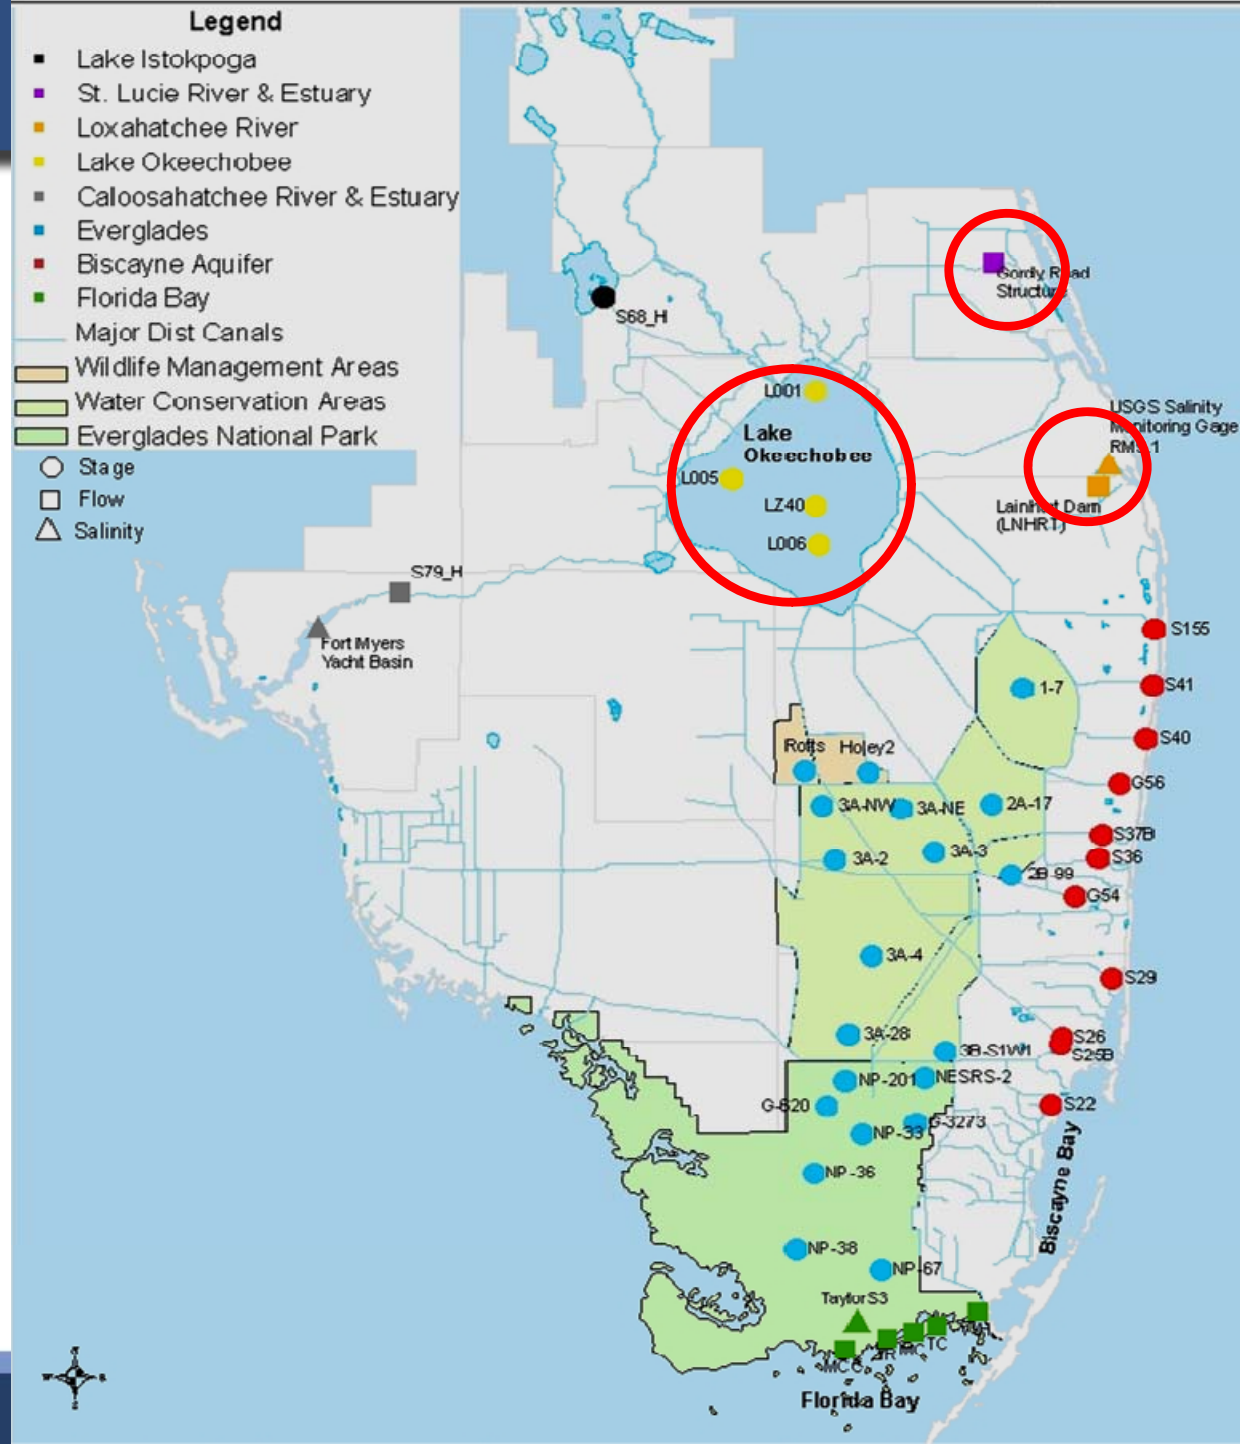 Legend
Lake Istokpoga
St. Lucie River & Estuary
Loxahatchee River
Lake Okeechobee
Caloosahatchee River & Estuary
Everglades
Biscayne Aquifer
Florida Bay
Major Dist Canals
Wildlife Management Areas
Water Conservation Areas
Everglades National Park
Stage
Flow
Salinity
Gordy Road
Structure
S68_H
L001
Lake
Okeechobee
L005
LZ40
L006
USGS Salinity
Monitoring Gage
Lainhart Dam
(LNHRT)
S79_H
Fort Myers
Yacht Basin
S155
1-7
S41
S40
Rotts
Holey2
G56
3A-NW
3A-NE
2A-17
S37B
3A-2
3A-3
S36
2B-99
G54
3A-4
S29
3A-28
S26
3B-S1W1
S25B
NP-201
NESRS-2
G-620
S22
NP-33
G-3273
NP-36
Biscayne Bay
NP-38
NP-67
TaylorS3
TC
Florida Bay